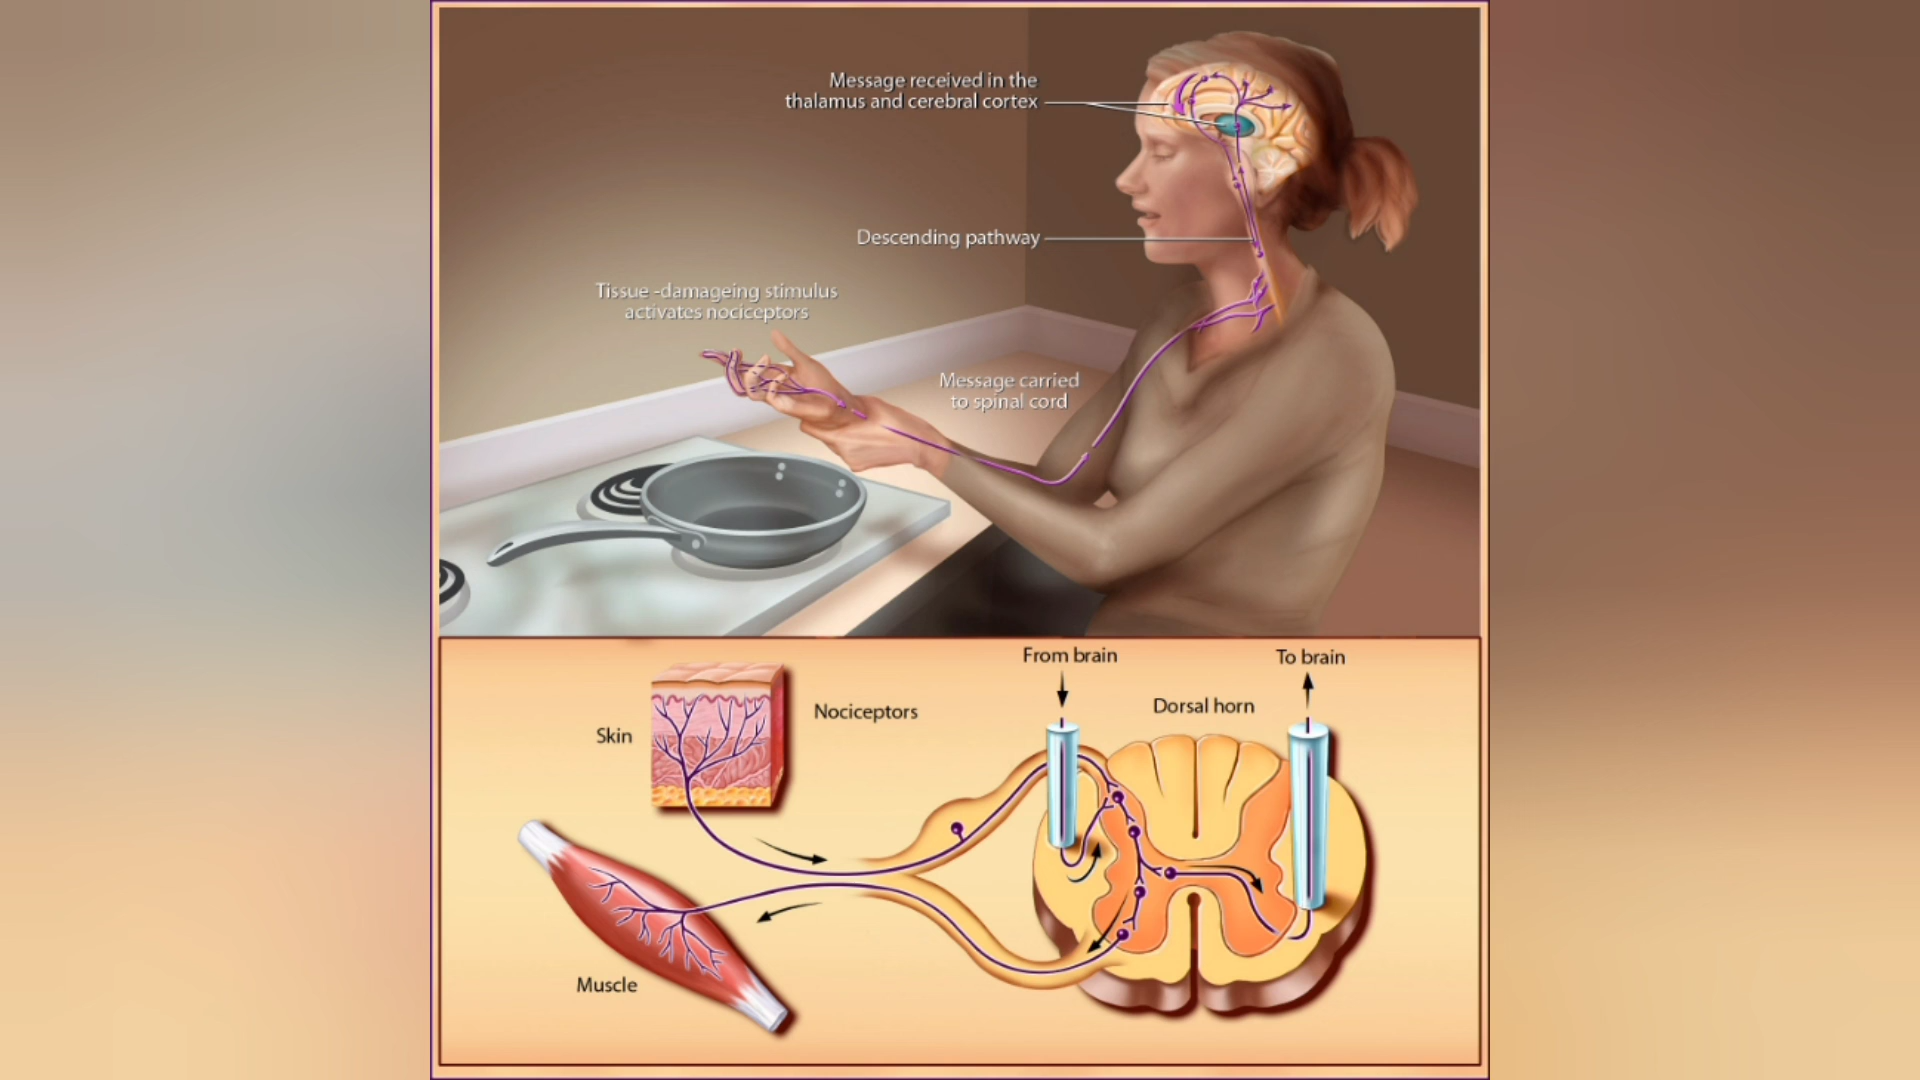 Message received in the
thalamus and cerebral cortex
Descending pathway
Tissue -damageing stimulus
activates nociceptors
Message carried
to spinal cord
From brain
To brain
Dorsal horn
Nociceptors
Skin
Muscle